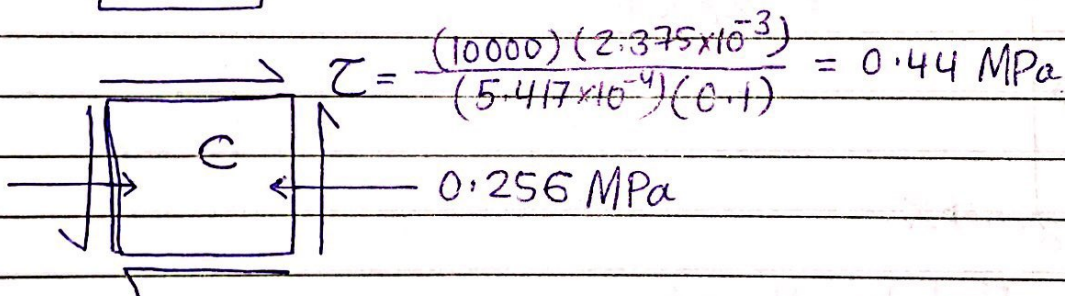 τ = (10000)(2.375×10⁻³) / (5.417×10⁻⁴)(0.1) = 0.44 MPa
C
0.256 MPa